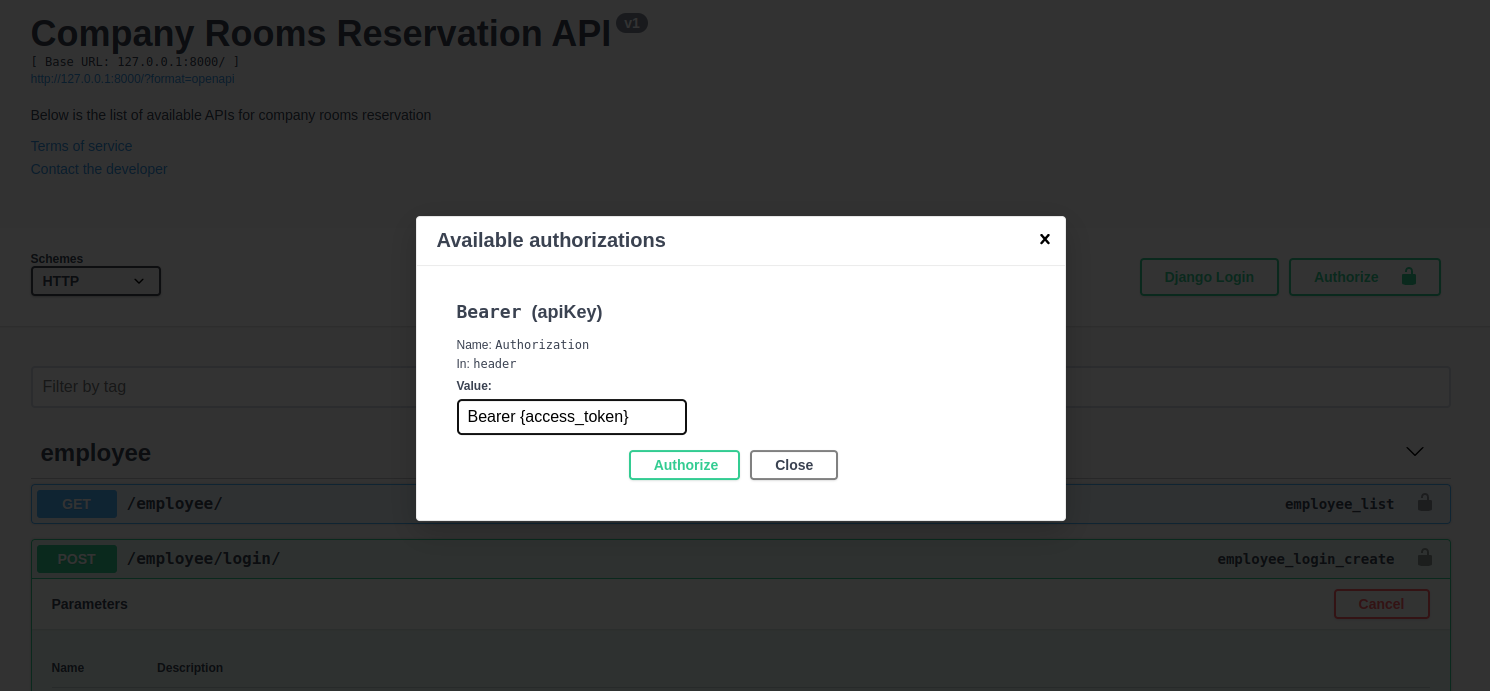 Company Rooms Reservation API v1
[ Base URL: 127.0.0.1:8000/ ]
http://127.0.0.1:8000/?format=openapi
Below is the list of available APIs for company rooms reservation
Terms of service
Contact the developer
Schemes
HTTP
Django Login
Authorize
Filter by tag
employee
GET /employee/ employee_list
POST /employee/login/ employee_login_create
Parameters
Cancel
Name Description
Available authorizations
x
Bearer (apiKey)
Name: Authorization
In: header
Value:
Bearer {access_token}
Authorize Close